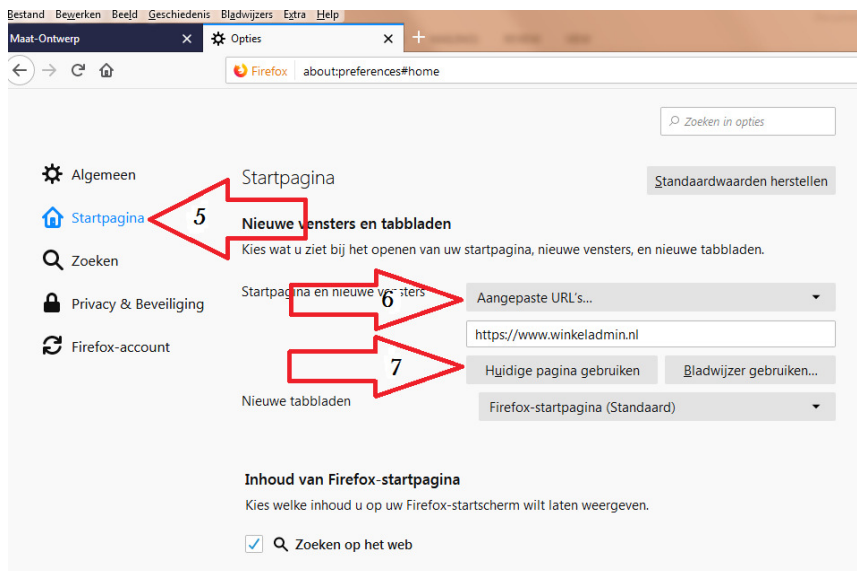 Bestand Bewerken Beeld Geschiedenis Bladwijzers Extra Help
Maat-Ontwerp
Opties
Firefox about:preferences#home
Zoeken in opties
Algemeen
Startpagina
Standaardwaarden herstellen
Startpagina
5
Nieuwe vensters en tabbladen
Kies wat u ziet bij het openen van uw startpagina, nieuwe vensters, en nieuwe tabbladen.
Zoeken
Startpagina en nieuwe vensters
6
Aangepaste URL's...
Privacy & Beveiliging
https://www.winkeladmin.nl
Firefox-account
7
Huidige pagina gebruiken
Bladwijzer gebruiken...
Nieuwe tabbladen
Firefox-startpagina (Standaard)
Inhoud van Firefox-startpagina
Kies welke inhoud u op uw Firefox-startscherm wilt laten weergeven.
Zoeken op het web